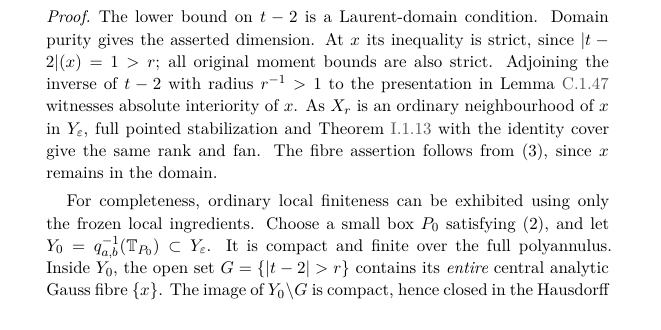 Proof. The lower bound on t − 2 is a Laurent-domain condition. Domain
purity gives the asserted dimension. At x its inequality is strict, since |t −
2|(x) = 1 > r; all original moment bounds are also strict. Adjoining the
inverse of t − 2 with radius r⁻¹ > 1 to the presentation in Lemma C.1.47
witnesses absolute interiority of x. As Xᵣ is an ordinary neighbourhood of x
in Y_ε, full pointed stabilization and Theorem I.1.13 with the identity cover
give the same rank and fan. The fibre assertion follows from (3), since x
remains in the domain.
For completeness, ordinary local finiteness can be exhibited using only
the frozen local ingredients. Choose a small box P₀ satisfying (2), and let
Y₀ = q_{a,b}^{−1}(𝕋_{P₀}) ⊂ Y_ε. It is compact and finite over the full polyannulus.
Inside Y₀, the open set G = {|t − 2| > r} contains its entire central analytic
Gauss fibre {x}. The image of Y₀\G is compact, hence closed in the Hausdorff